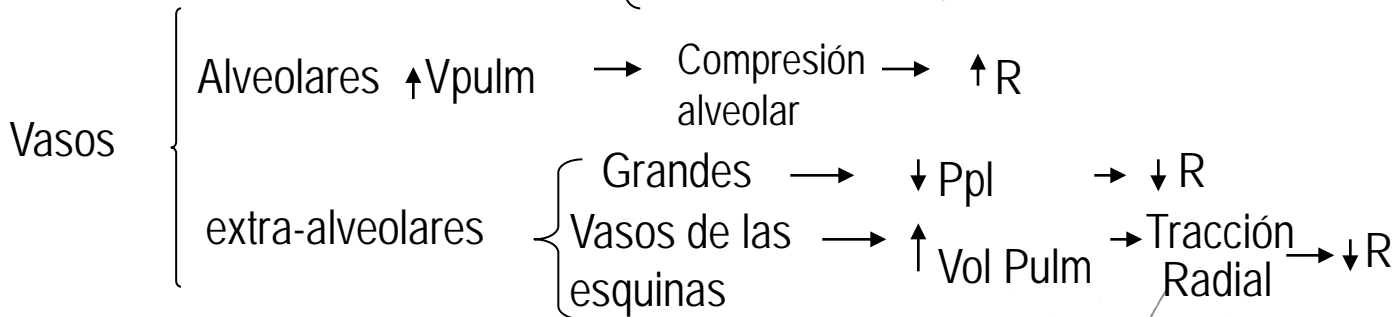 Vasos
Alveolares ↑Vpulm → Compresión alveolar → ↑R
extra-alveolares
Grandes → ↓ Ppl → ↓ R
Vasos de las esquinas → ↑ Vol Pulm → Tracción Radial → ↓R